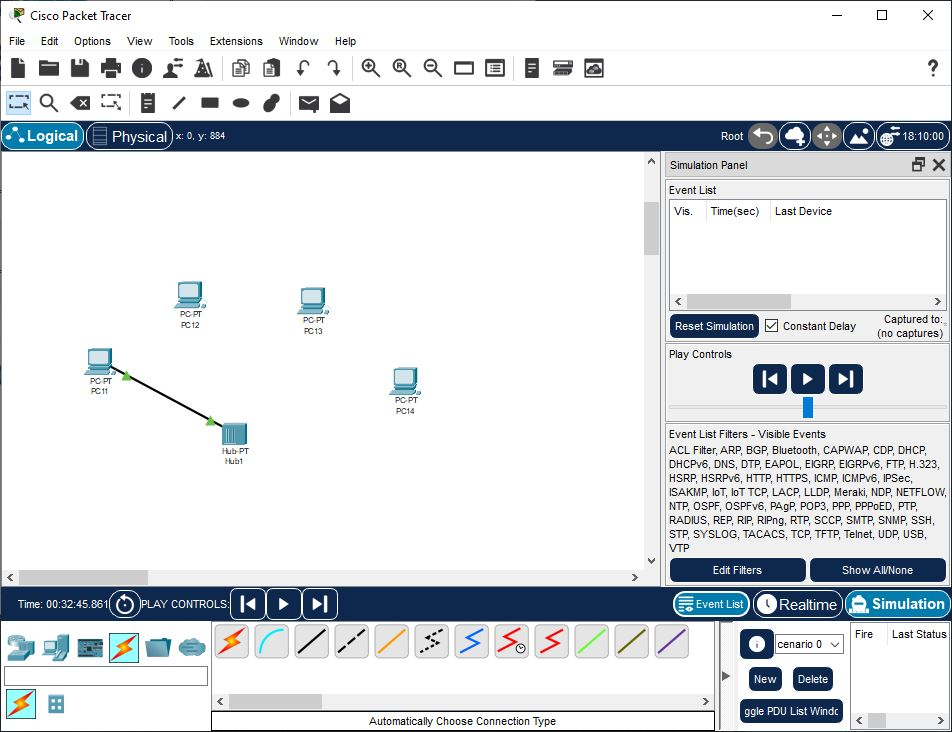 Cisco Packet Tracer
File Edit Options View Tools Extensions Window Help
Logical Physical x: 0, y: 884 Root 18:10:00
Simulation Panel
Event List
Vis. Time(sec) Last Device
PC-PT
PC12
PC-PT
PC13
Reset Simulation Constant Delay Captured to:
(no captures)
Play Controls
PC-PT
PC11
PC-PT
PC14
Hub-PT
Hub1
Event List Filters - Visible Events
ACL Filter, ARP, BGP, Bluetooth, CAPWAP, CDP, DHCP,
DHCPv6, DNS, DTP, EAPOL, EIGRP, EIGRPv6, FTP, H.323,
HSRP, HSRPv6, HTTP, HTTPS, ICMP, ICMPv6, IPSec,
ISAKMP, IoT, IoT TCP, LACP, LLDP, Meraki, NDP, NETFLOW,
NTP, OSPF, OSPFv6, PAgP, POP3, PPP, PPPoED, PTP,
RADIUS, REP, RIP, RIPng, RTP, SCCP, SMTP, SNMP, SSH,
STP, SYSLOG, TACACS, TCP, TFTP, Telnet, UDP, USB,
VTP
Edit Filters Show All/None
Time: 00:32:45.861 PLAY CONTROLS: Event List Realtime Simulation
cenario 0 Fire Last Status
New Delete
ggle PDU List Windo
Automatically Choose Connection Type